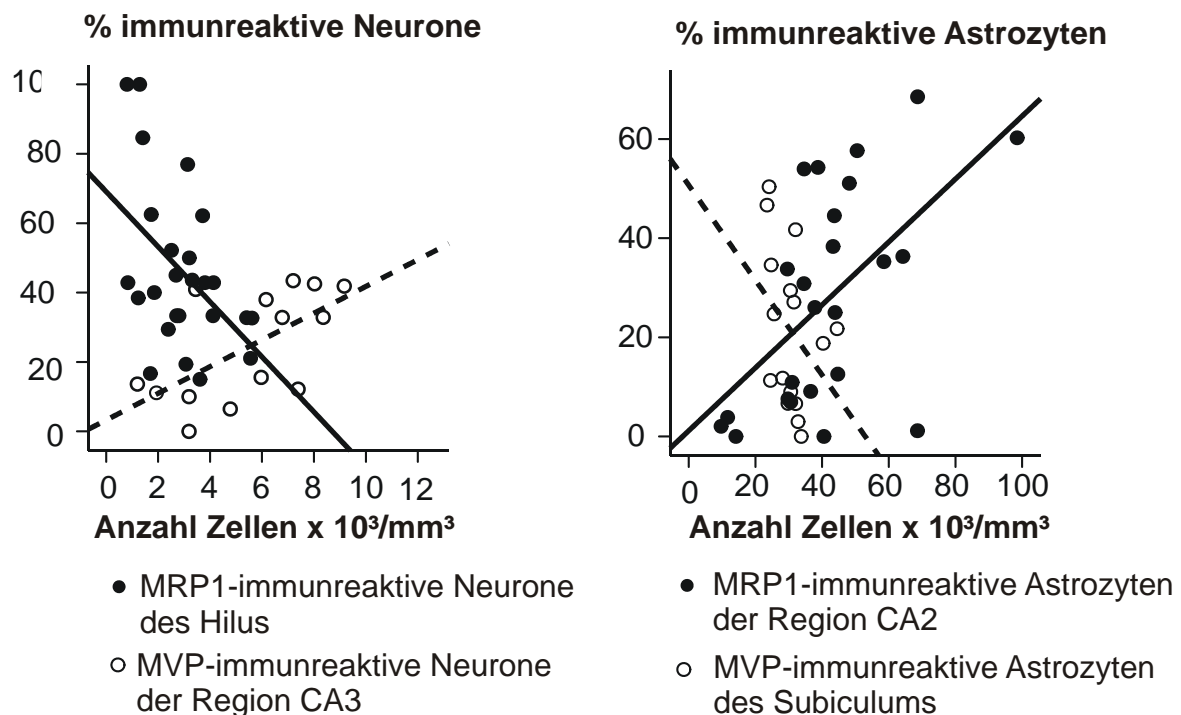 % immunreaktive Neurone
80
60
40
20
0
0 2 4 6 8 10 12
Anzahl Zellen x 10³/mm³
MRP1-immunreaktive Neurone
des Hilus
MVP-immunreaktive Neurone
der Region CA3
% immunreaktive Astrozyten
60
40
20
0
0 20 40 60 80 100
Anzahl Zellen x 10³/mm³
MRP1-immunreaktive Astrozyten
der Region CA2
MVP-immunreaktive Astrozyten
des Subiculums